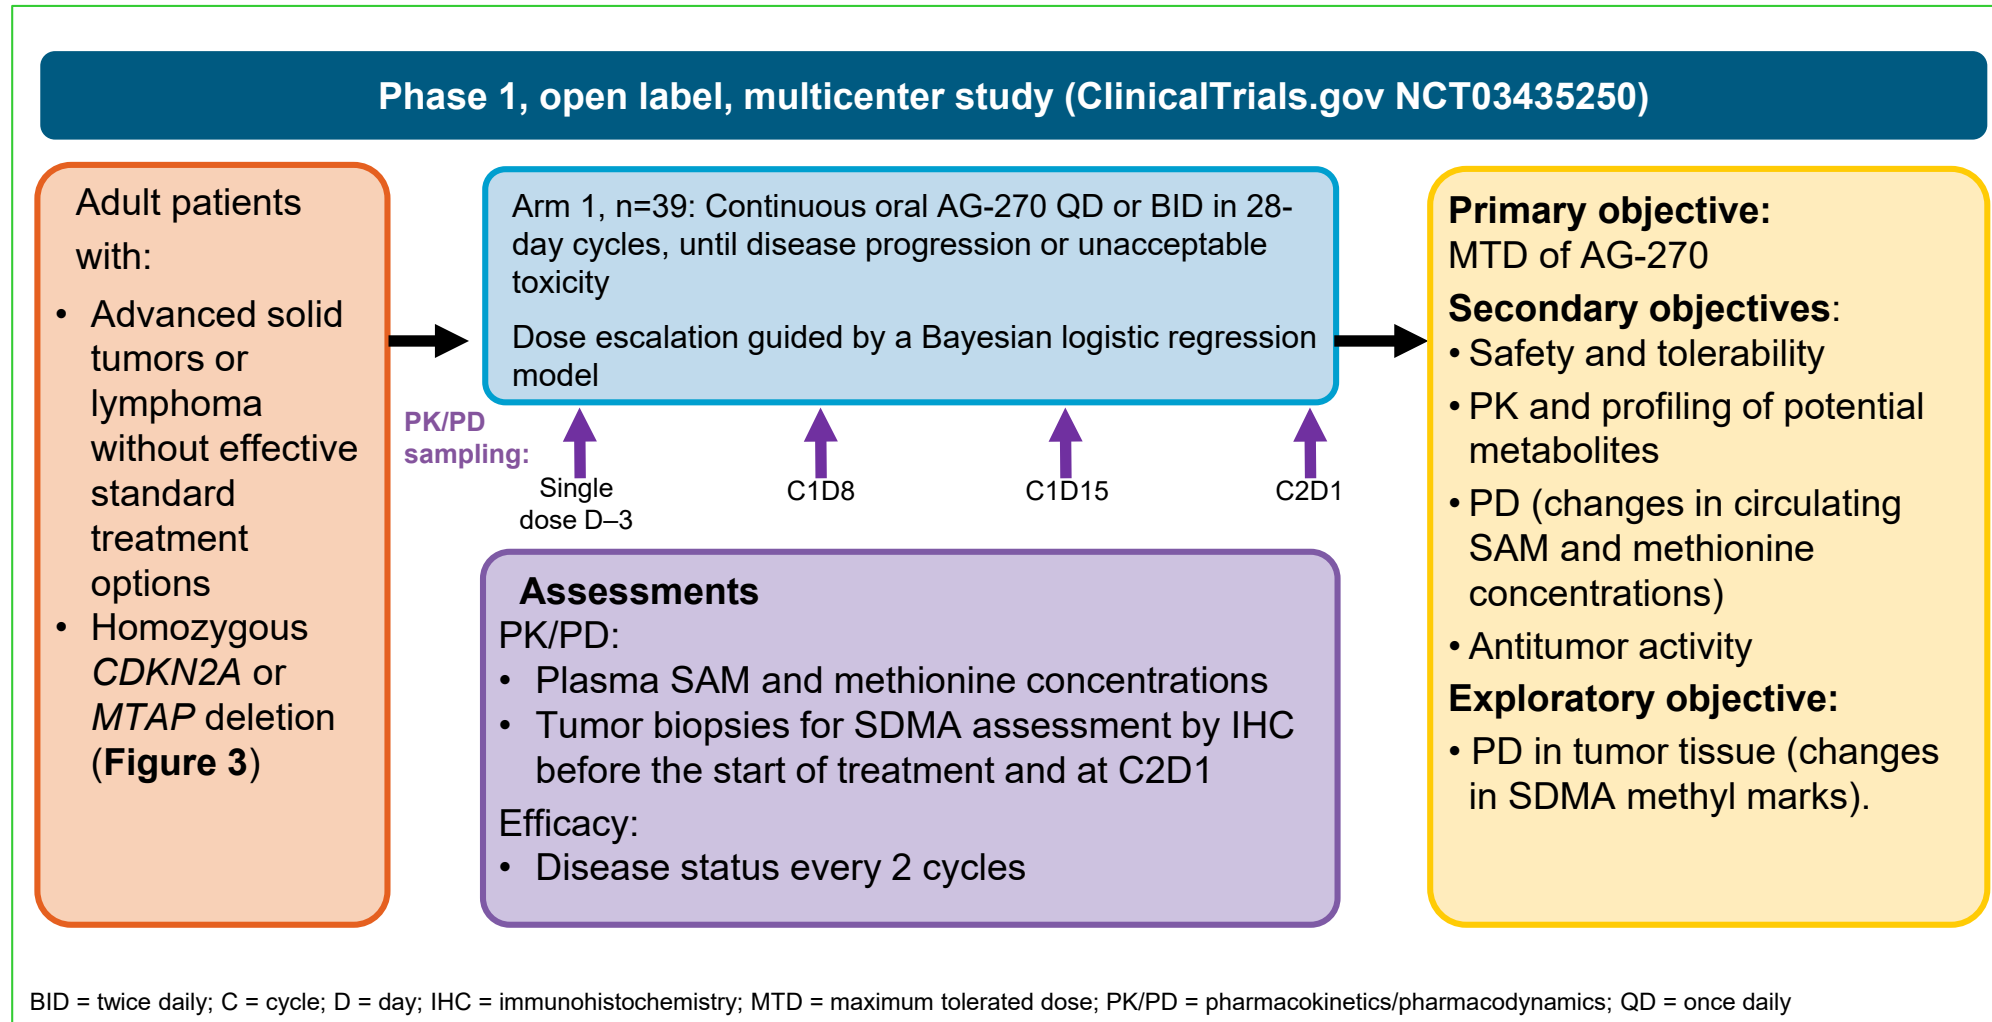 Phase 1, open label, multicenter study (ClinicalTrials.gov NCT03435250)
Adult patients
with:
• Advanced solid
tumors or
lymphoma
without effective
standard
treatment
options
• Homozygous
CDKN2A or
MTAP deletion
(Figure 3)
Arm 1, n=39: Continuous oral AG-270 QD or BID in 28-
day cycles, until disease progression or unacceptable
toxicity
Dose escalation guided by a Bayesian logistic regression
model
PK/PD
sampling:
Single
dose D–3
C1D8
C1D15
C2D1
Assessments
PK/PD:
• Plasma SAM and methionine concentrations
• Tumor biopsies for SDMA assessment by IHC
before the start of treatment and at C2D1
Efficacy:
• Disease status every 2 cycles
Primary objective:
MTD of AG-270
Secondary objectives:
• Safety and tolerability
• PK and profiling of potential
metabolites
• PD (changes in circulating
SAM and methionine
concentrations)
• Antitumor activity
Exploratory objective:
• PD in tumor tissue (changes
in SDMA methyl marks).
BID = twice daily; C = cycle; D = day; IHC = immunohistochemistry; MTD = maximum tolerated dose; PK/PD = pharmacokinetics/pharmacodynamics; QD = once daily